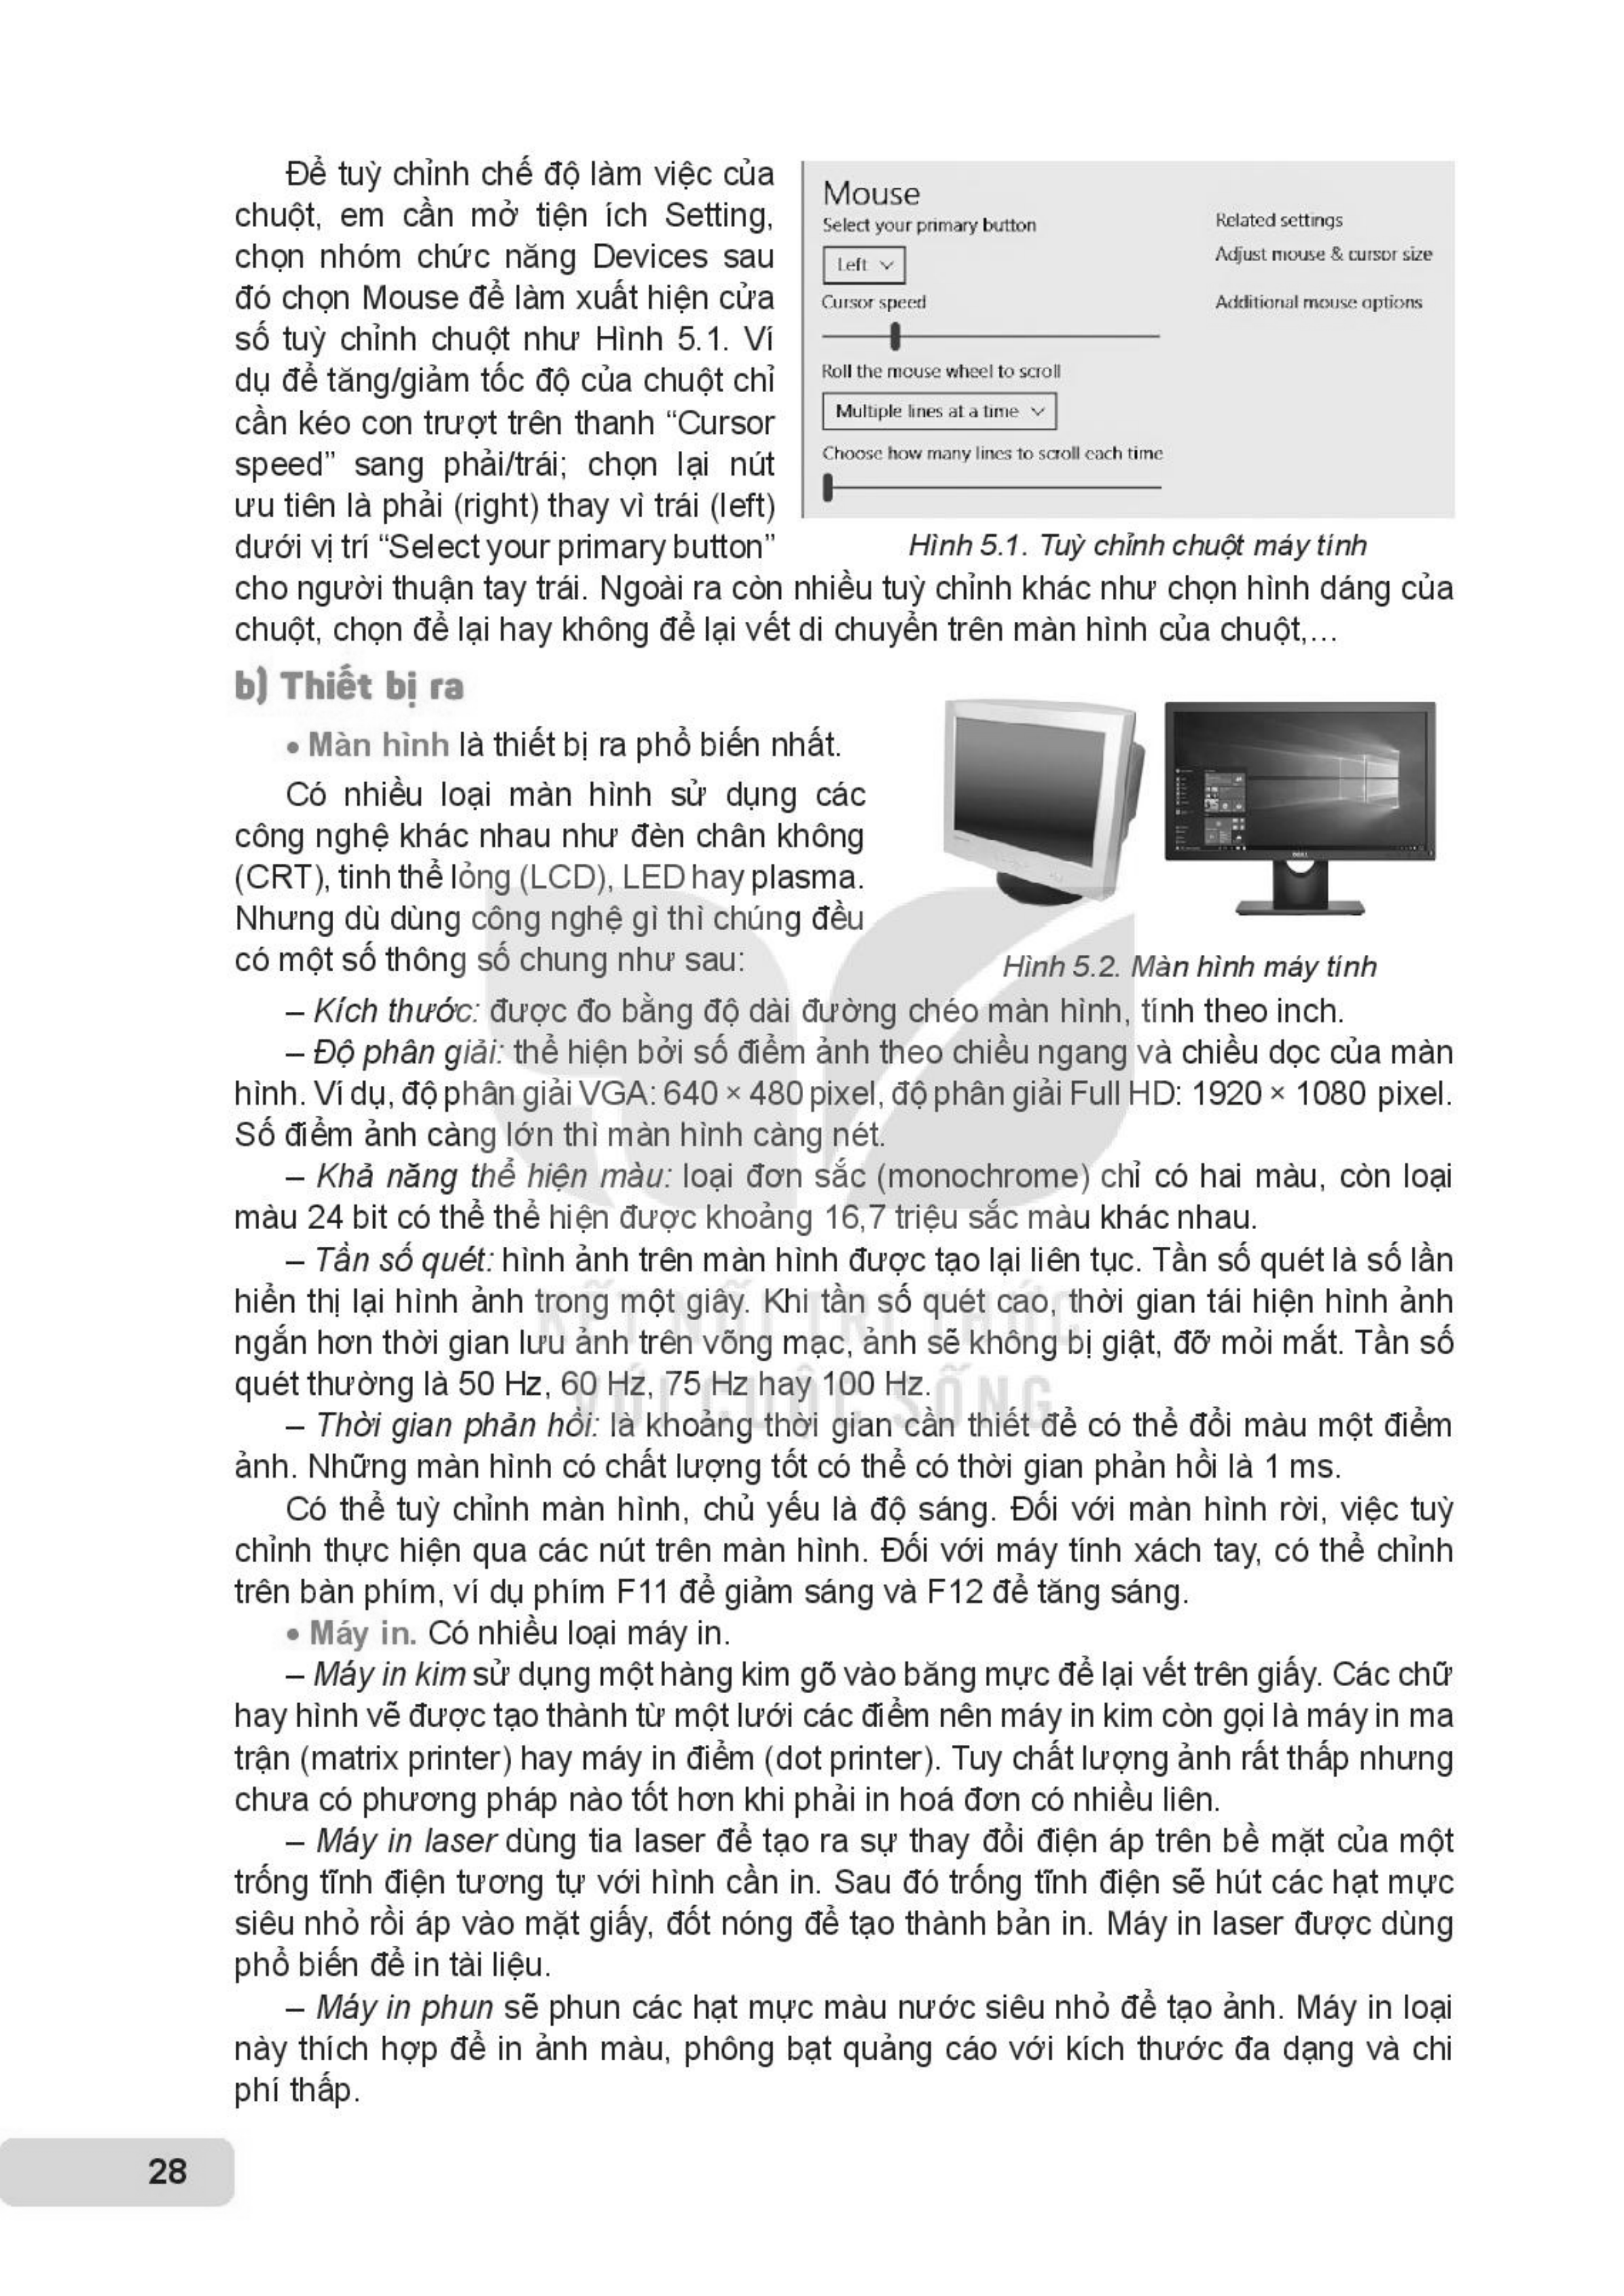 Để tuỳ chỉnh chế độ làm việc của
chuột, em cần mở tiện ích Setting,
chọn nhóm chức năng Devices sau
đó chọn Mouse để làm xuất hiện cửa
sổ tuỳ chỉnh chuột như Hình 5.1. Ví
dụ để tăng/giảm tốc độ của chuột chỉ
cần kéo con trượt trên thanh “Cursor
speed” sang phải/trái; chọn lại nút
ưu tiên là phải (right) thay vì trái (left)
dưới vị trí “Select your primary button”
Mouse
Select your primary button
Left
Cursor speed
Roll the mouse wheel to scroll
Multiple lines at a time
Choose how many lines to scroll each time
Related settings
Adjust mouse & cursor size
Additional mouse options
Hình 5.1. Tuỳ chỉnh chuột máy tính
cho người thuận tay trái. Ngoài ra còn nhiều tuỳ chỉnh khác như chọn hình dáng của
chuột, chọn để lại hay không để lại vết di chuyển trên màn hình của chuột,...
b) Thiết bị ra
• Màn hình là thiết bị ra phổ biến nhất.
Có nhiều loại màn hình sử dụng các
công nghệ khác nhau như đèn chân không
(CRT), tinh thể lỏng (LCD), LED hay plasma.
Nhưng dù dùng công nghệ gì thì chúng đều
có một số thông số chung như sau:
DELL
Hình 5.2. Màn hình máy tính
– Kích thước: được đo bằng độ dài đường chéo màn hình, tính theo inch.
– Độ phân giải: thể hiện bởi số điểm ảnh theo chiều ngang và chiều dọc của màn
hình. Ví dụ, độ phân giải VGA: 640 × 480 pixel, độ phân giải Full HD: 1920 × 1080 pixel.
Số điểm ảnh càng lớn thì màn hình càng nét.
– Khả năng thể hiện màu: loại đơn sắc (monochrome) chỉ có hai màu, còn loại
màu 24 bit có thể thể hiện được khoảng 16,7 triệu sắc màu khác nhau.
– Tần số quét: hình ảnh trên màn hình được tạo lại liên tục. Tần số quét là số lần
hiển thị lại hình ảnh trong một giây. Khi tần số quét cao, thời gian tái hiện hình ảnh
ngắn hơn thời gian lưu ảnh trên võng mạc, ảnh sẽ không bị giật, đỡ mỏi mắt. Tần số
quét thường là 50 Hz, 60 Hz, 75 Hz hay 100 Hz.
KẾT NỐI TRI THỨC
VỚI CUỘC SỐNG
– Thời gian phản hồi: là khoảng thời gian cần thiết để có thể đổi màu một điểm
ảnh. Những màn hình có chất lượng tốt có thể có thời gian phản hồi là 1 ms.
Có thể tuỳ chỉnh màn hình, chủ yếu là độ sáng. Đối với màn hình rời, việc tuỳ
chỉnh thực hiện qua các nút trên màn hình. Đối với máy tính xách tay, có thể chỉnh
trên bàn phím, ví dụ phím F11 để giảm sáng và F12 để tăng sáng.
• Máy in. Có nhiều loại máy in.
– Máy in kim sử dụng một hàng kim gõ vào băng mực để lại vết trên giấy. Các chữ
hay hình vẽ được tạo thành từ một lưới các điểm nên máy in kim còn gọi là máy in ma
trận (matrix printer) hay máy in điểm (dot printer). Tuy chất lượng ảnh rất thấp nhưng
chưa có phương pháp nào tốt hơn khi phải in hoá đơn có nhiều liên.
– Máy in laser dùng tia laser để tạo ra sự thay đổi điện áp trên bề mặt của một
trống tĩnh điện tương tự với hình cần in. Sau đó trống tĩnh điện sẽ hút các hạt mực
siêu nhỏ rồi áp vào mặt giấy, đốt nóng để tạo thành bản in. Máy in laser được dùng
phổ biến để in tài liệu.
– Máy in phun sẽ phun các hạt mực màu nước siêu nhỏ để tạo ảnh. Máy in loại
này thích hợp để in ảnh màu, phông bạt quảng cáo với kích thước đa dạng và chi
phí thấp.
28